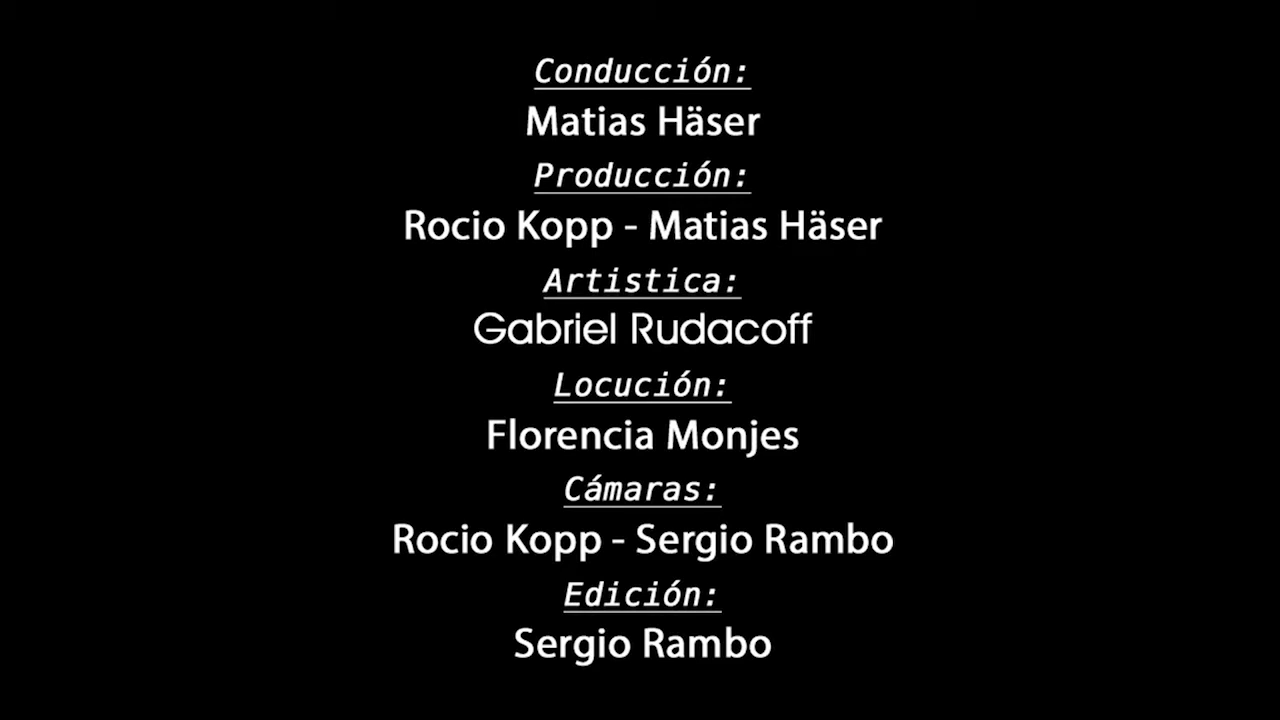 Conducción:
Matias Häser
Producción:
Rocio Kopp - Matias Häser
Artistica:
Gabriel Rudacoff
Locución:
Florencia Monjes
Cámaras:
Rocio Kopp - Sergio Rambo
Edición:
Sergio Rambo